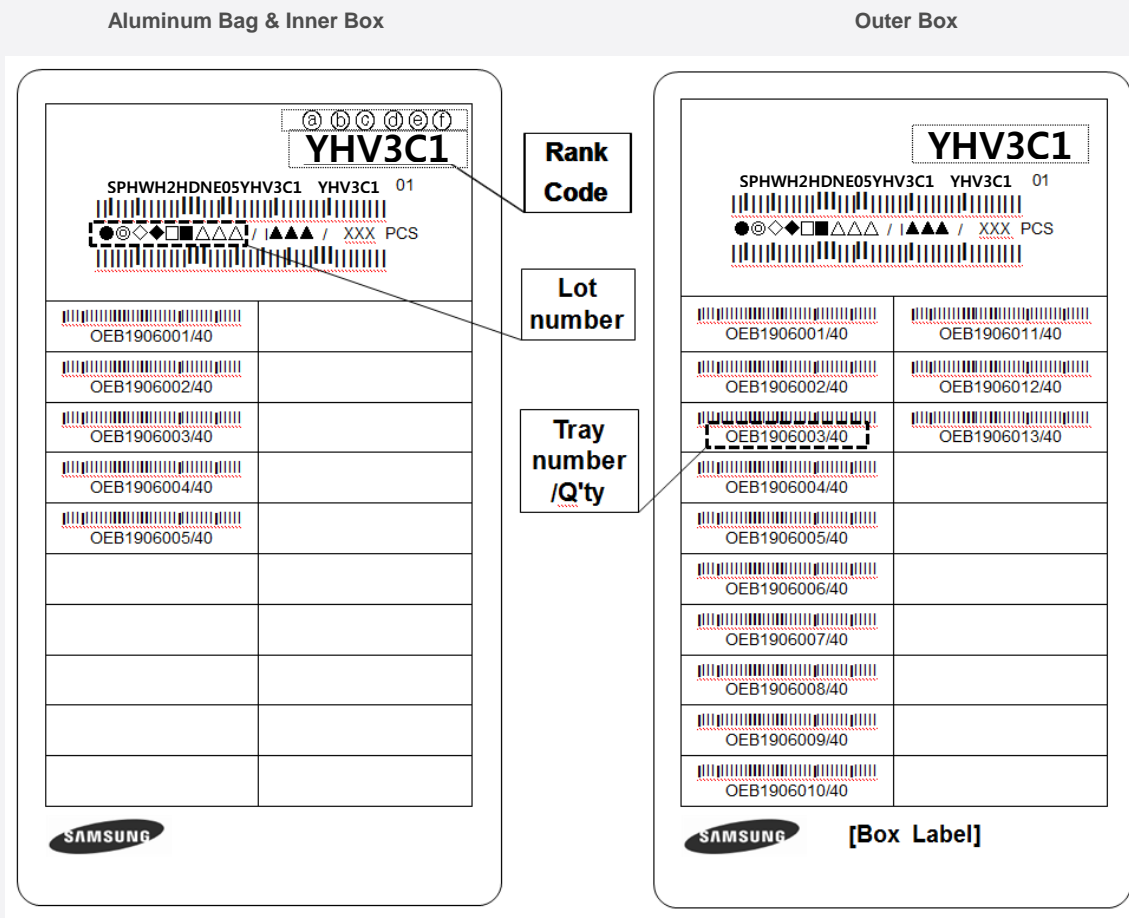 Aluminum Bag & Inner Box
ⓐ ⓑ ⓒ ⓓ ⓔ ⓕ
YHV3C1
SPHWH2HDNE05YHV3C1 YHV3C1 01
●◎◇◆□■△△△ / I▲▲▲ / XXX PCS
OEB1906001/40
OEB1906002/40
OEB1906003/40
OEB1906004/40
OEB1906005/40
SAMSUNG
Rank
Code
Lot
number
Tray
number
/Q'ty
Outer Box
YHV3C1
SPHWH2HDNE05YHV3C1 YHV3C1 01
●◎◇◆□■△△△ / I▲▲▲ / XXX PCS
OEB1906001/40 OEB1906011/40
OEB1906002/40 OEB1906012/40
OEB1906003/40 OEB1906013/40
OEB1906004/40
OEB1906005/40
OEB1906006/40
OEB1906007/40
OEB1906008/40
OEB1906009/40
OEB1906010/40
SAMSUNG [Box Label]